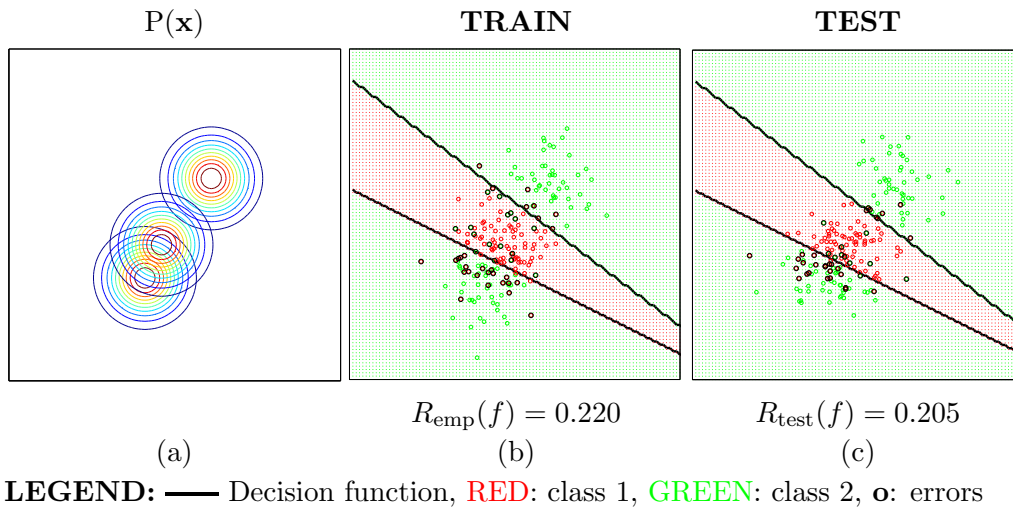 P(x) TRAIN TEST
R_emp(f) = 0.220 R_test(f) = 0.205
(a) (b) (c)
LEGEND: Decision function, RED: class 1, GREEN: class 2, o: errors